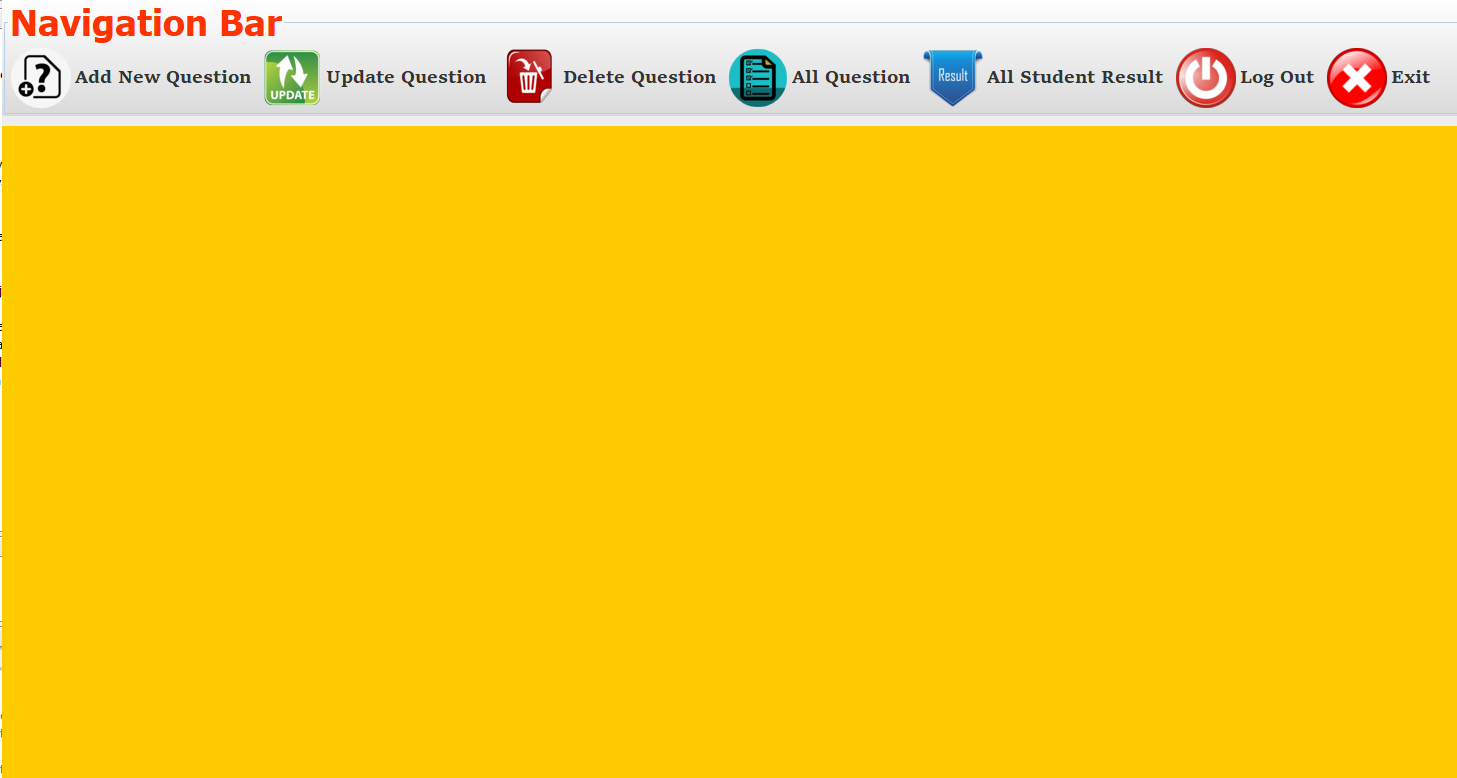 Navigation Bar
Add New Question
UPDATE
Update Question
Delete Question
All Question
Result
All Student Result
Log Out
Exit